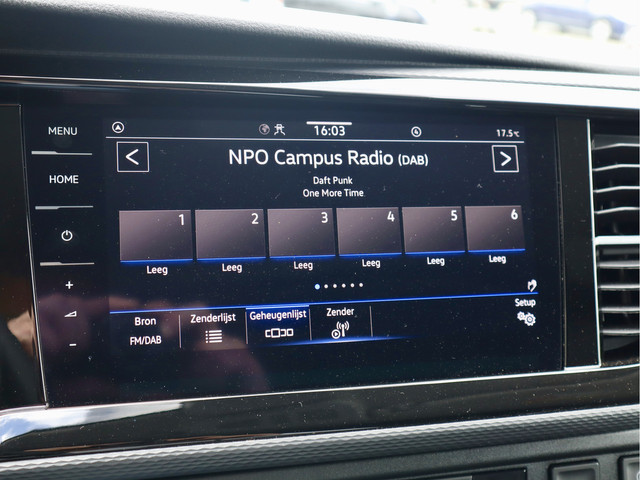 MENU
HOME
+
-
16:03
17.5°C
< NPO Campus Radio (DAB) >
Daft Punk
One More Time
1 2 3 4 5 6
Leeg Leeg Leeg Leeg Leeg Leeg
Bron Zenderlijst Geheugenlijst Zender Setup
FM/DAB